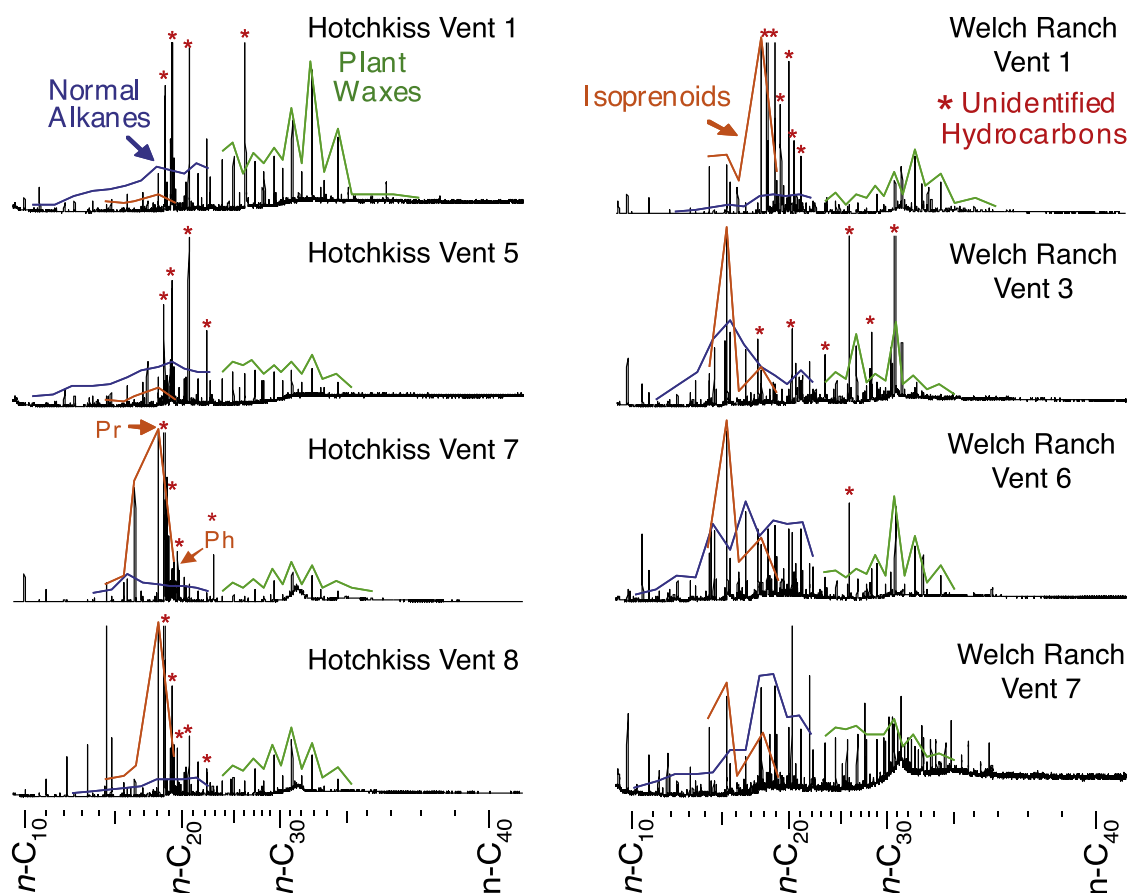 Hotchkiss Vent 1
Normal
Alkanes
Plant
Waxes
* * * * *
Hotchkiss Vent 5
* * * *
Hotchkiss Vent 7
Pr
* * * *
Ph
Hotchkiss Vent 8
* * * * *
n-C10
n-C20
n-C30
n-C40
Welch Ranch
Vent 1
Isoprenoids
* Unidentified
Hydrocarbons
* * * * * *
Welch Ranch
Vent 3
* * * * * *
Welch Ranch
Vent 6
*
Welch Ranch
Vent 7
n-C10
n-C20
n-C30
n-C40